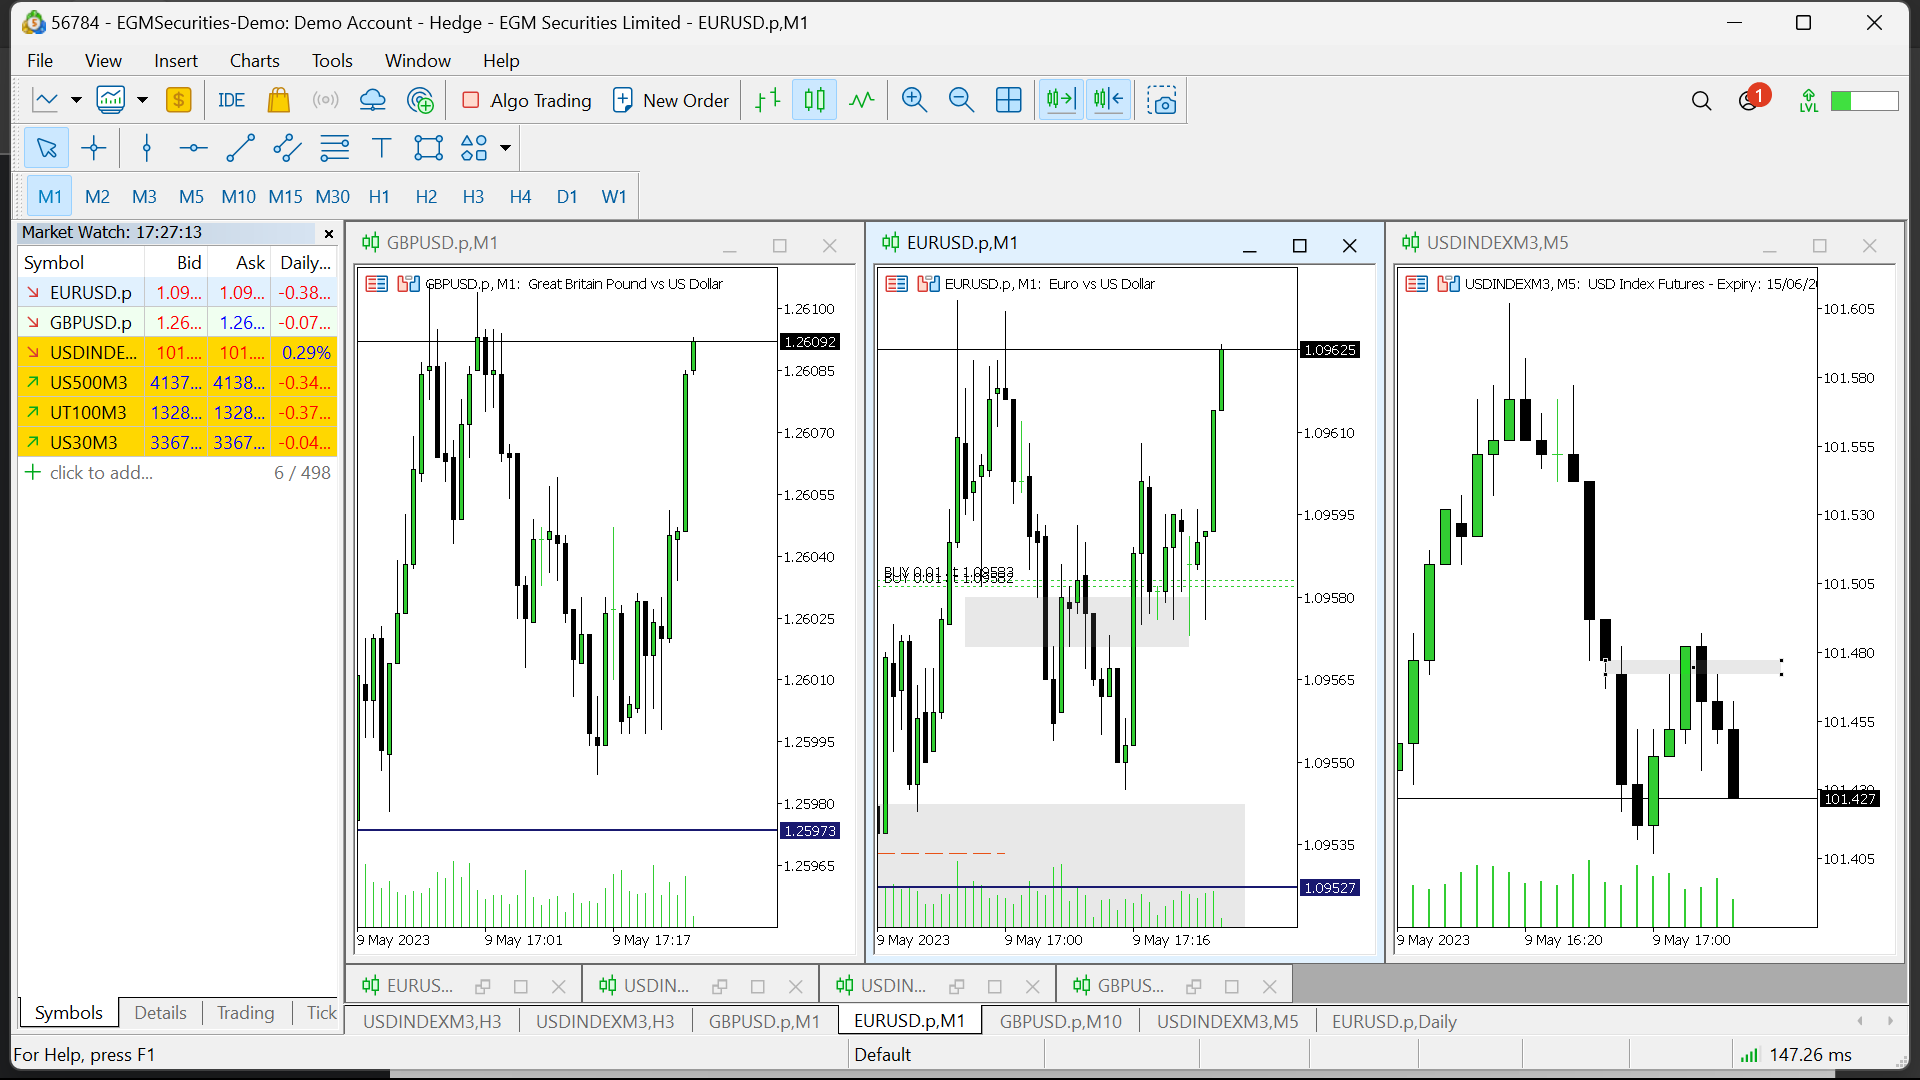 56784 - EGMSecurities-Demo: Demo Account - Hedge - EGM Securities Limited - EURUSD.p,M1
File View Insert Charts Tools Window Help
IDE Algo Trading New Order 1 LVL
M1 M2 M3 M5 M10 M15 M30 H1 H2 H3 H4 D1 W1
Market Watch: 17:27:13
Symbol Bid Ask Daily...
EURUSD.p 1.09... 1.09... -0.38...
GBPUSD.p 1.26... 1.26... -0.07...
USDINDE... 101.... 101.... 0.29%
US500M3 4137... 4138... -0.34...
UT100M3 1328... 1328... -0.37...
US30M3 3367... 3367... -0.04...
click to add... 6 / 498
Symbols Details Trading Tick
GBPUSD.p,M1
GBPUSD.p, M1: Great Britain Pound vs US Dollar
1.26100
1.26092
1.26085
1.26070
1.26055
1.26040
1.26025
1.26010
1.25995
1.25980
1.25973
1.25965
9 May 2023 9 May 17:01 9 May 17:17
EURUSD.p,M1
EURUSD.p, M1: Euro vs US Dollar
1.09625
1.09610
1.09595
BUY 0.01 at 1.09583
BUY 0.01 at 1.09582
1.09580
1.09565
1.09550
1.09535
1.09527
9 May 2023 9 May 17:00 9 May 17:16
USDINDEXM3,M5
USDINDEXM3, M5: USD Index Futures - Expiry: 15/06/20
101.605
101.580
101.555
101.530
101.505
101.480
101.455
101.430
101.427
101.405
9 May 2023 9 May 16:20 9 May 17:00
EURUS... USDIN... USDIN... GBPUS...
USDINDEXM3,H3 USDINDEXM3,H3 GBPUSD.p,M1 EURUSD.p,M1 GBPUSD.p,M10 USDINDEXM3,M5 EURUSD.p,Daily
For Help, press F1 Default 147.26 ms